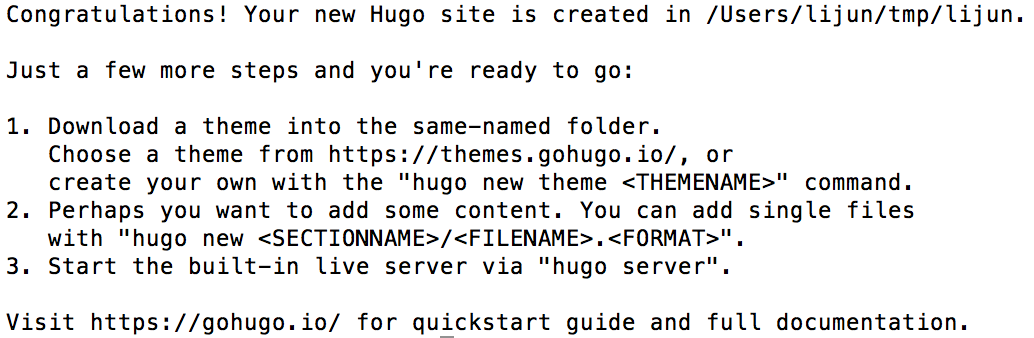 Congratulations! Your new Hugo site is created in /Users/lijun/tmp/lijun.
Just a few more steps and you're ready to go:
1. Download a theme into the same-named folder.
Choose a theme from https://themes.gohugo.io/, or
create your own with the "hugo new theme <THEMENAME>" command.
2. Perhaps you want to add some content. You can add single files
with "hugo new <SECTIONNAME>/<FILENAME>.<FORMAT>".
3. Start the built-in live server via "hugo server".
Visit https://gohugo.io/ for quickstart guide and full documentation.